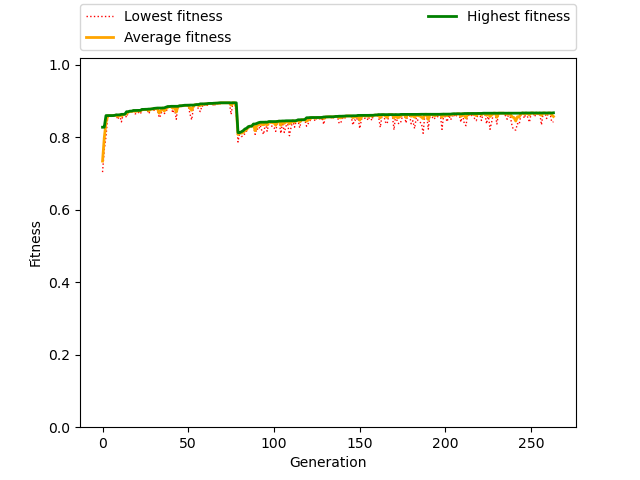 Lowest fitness
Average fitness
Highest fitness
1.0
0.8
0.6
0.4
0.2
0.0
Fitness
0 50 100 150 200 250
Generation